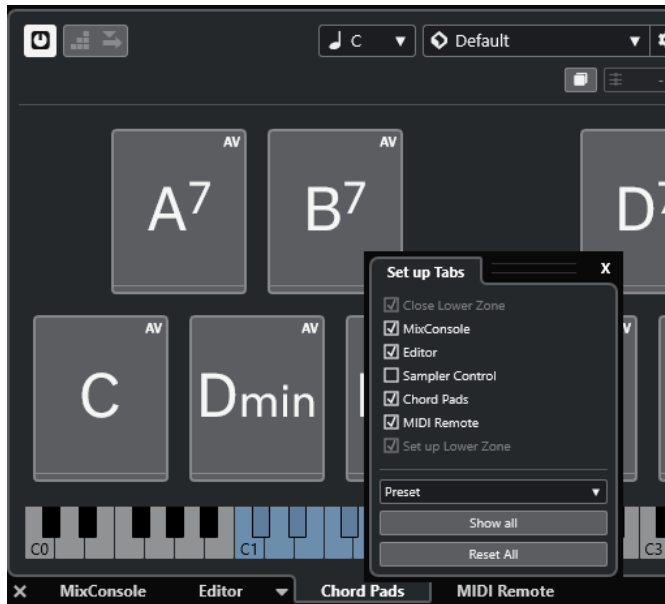 C
Default
AV
AV
A7
B7
D7
Set up Tabs
X
Close Lower Zone
MixConsole
Editor
Sampler Control
Chord Pads
MIDI Remote
Set up Lower Zone
Preset
Show all
Reset All
AV
AV
C
Dmin
C0
C1
C3
MixConsole
Editor
Chord Pads
MIDI Remote